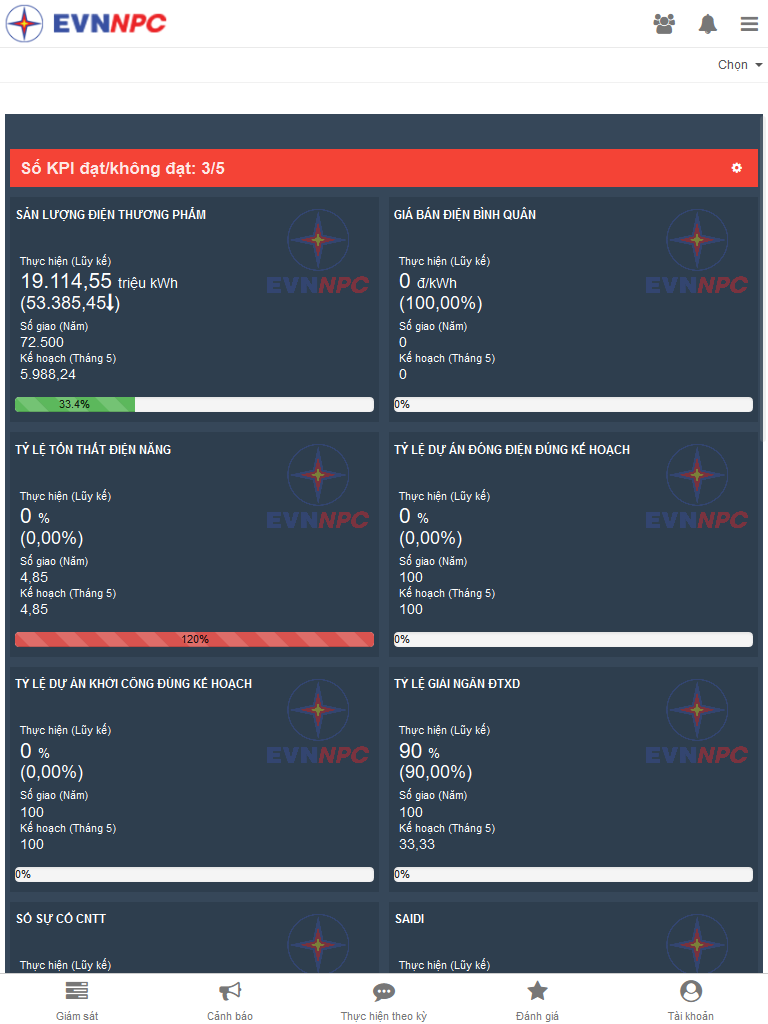 EVNNPC
Chọn
Số KPI đạt/không đạt: 3/5
SẢN LƯỢNG ĐIỆN THƯƠNG PHẨM
EVNNPC
Thực hiện (Lũy kế)
19.114,55 triệu kWh
(53.385,45⬇)
Số giao (Năm)
72.500
Kế hoạch (Tháng 5)
5.988,24
33.4%
GIÁ BÁN ĐIỆN BÌNH QUÂN
EVNNPC
Thực hiện (Lũy kế)
0 đ/kWh
(100,00%)
Số giao (Năm)
0
Kế hoạch (Tháng 5)
0
0%
TỶ LỆ TỔN THẤT ĐIỆN NĂNG
EVNNPC
Thực hiện (Lũy kế)
0 %
(0,00%)
Số giao (Năm)
4,85
Kế hoạch (Tháng 5)
4,85
120%
TỶ LỆ DỰ ÁN ĐÓNG ĐIỆN ĐÚNG KẾ HOẠCH
EVNNPC
Thực hiện (Lũy kế)
0 %
(0,00%)
Số giao (Năm)
100
Kế hoạch (Tháng 5)
100
0%
TỶ LỆ DỰ ÁN KHỞI CÔNG ĐÚNG KẾ HOẠCH
EVNNPC
Thực hiện (Lũy kế)
0 %
(0,00%)
Số giao (Năm)
100
Kế hoạch (Tháng 5)
100
0%
TỶ LỆ GIẢI NGÂN ĐTXD
EVNNPC
Thực hiện (Lũy kế)
90 %
(90,00%)
Số giao (Năm)
100
Kế hoạch (Tháng 5)
33,33
0%
SỐ SỰ CỐ CNTT
Thực hiện (Lũy kế)
SAIDI
Thực hiện (Lũy kế)
Giám sát
Cảnh báo
Thực hiện theo kỳ
Đánh giá
Tài khoản